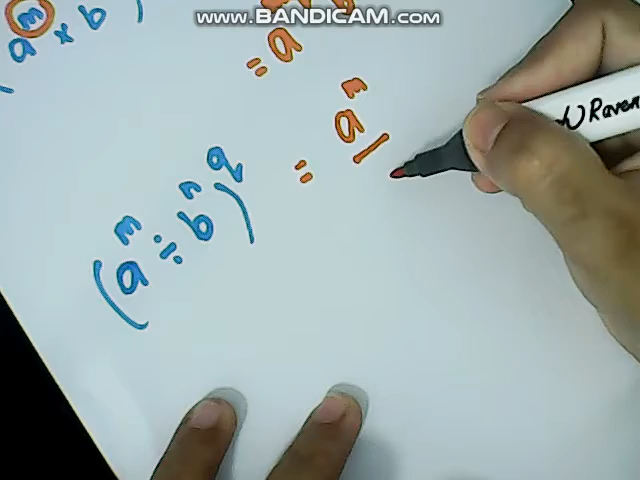 WWW.BANDICAM.COM
(a^m × b )
= a
(a^m ÷ b^n)^q = a^m /
Raven